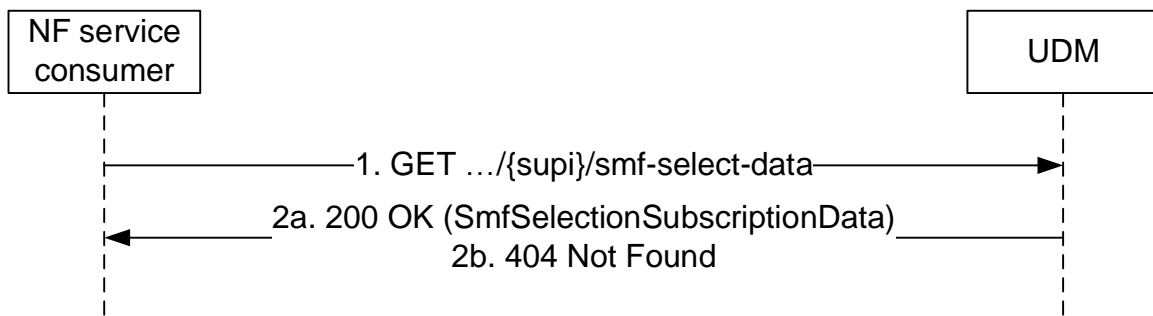 NF service
consumer
UDM
1. GET …/{supi}/smf-select-data
2a. 200 OK (SmfSelectionSubscriptionData)
2b. 404 Not Found